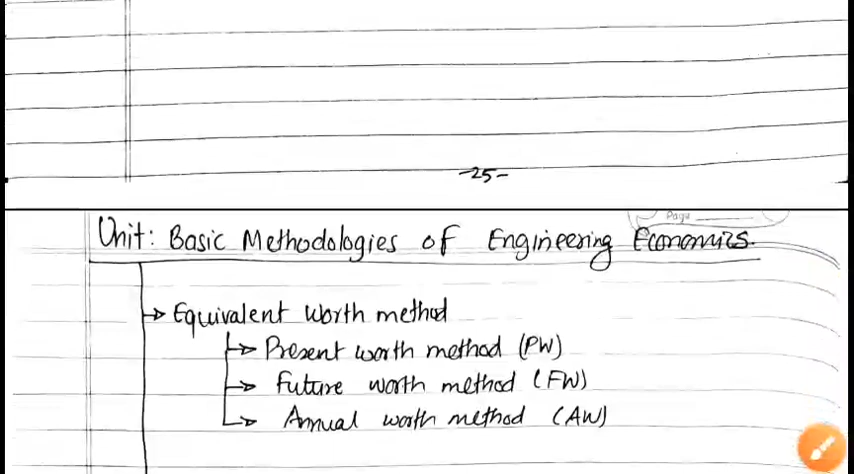 -25-
Page
Unit: Basic Methodologies of Engineering Economics.
→ Equivalent Worth method
→ Present worth method (PW)
→ Future worth method (FW)
→ Annual worth method (AW)